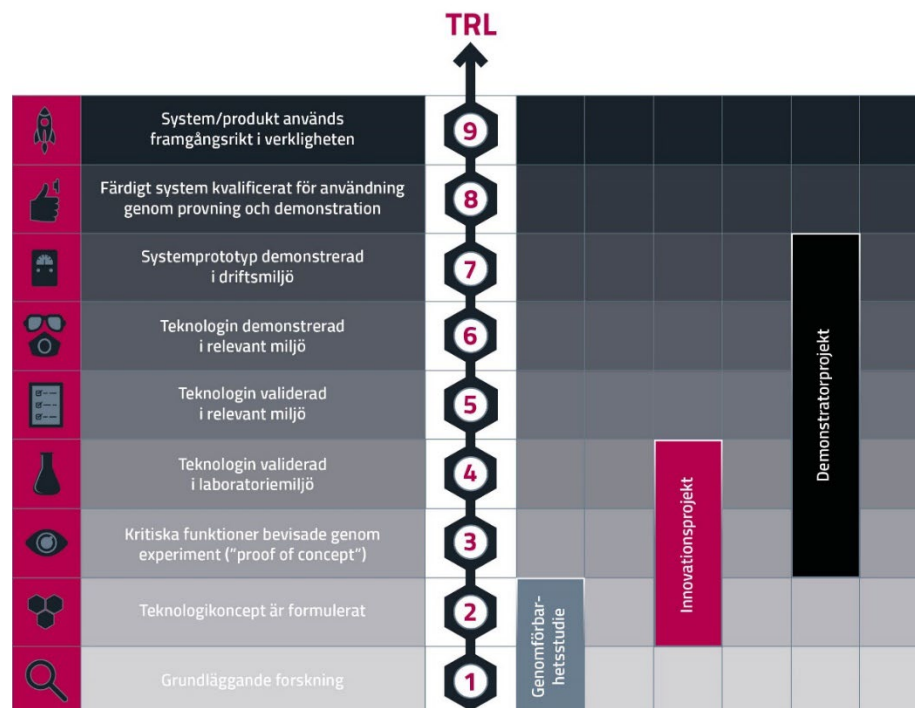 TRL
System/produkt används
framgångsrikt i verkligheten
9
Färdigt system kvalificerat för användning
genom provning och demonstration
8
Systemprototyp demonstrerad
i driftsmiljö
7
Teknologin demonstrerad
i relevant miljö
6
Teknologin validerad
i relevant miljö
5
Teknologin validerad
i laboratoriemiljö
4
Kritiska funktioner bevisade genom
experiment (”proof of concept”)
3
Teknologikoncept är formulerat
2
Grundläggande forskning
1
Genomförbar-
hetsstudie
Innovationsprojekt
Demonstratorprojekt